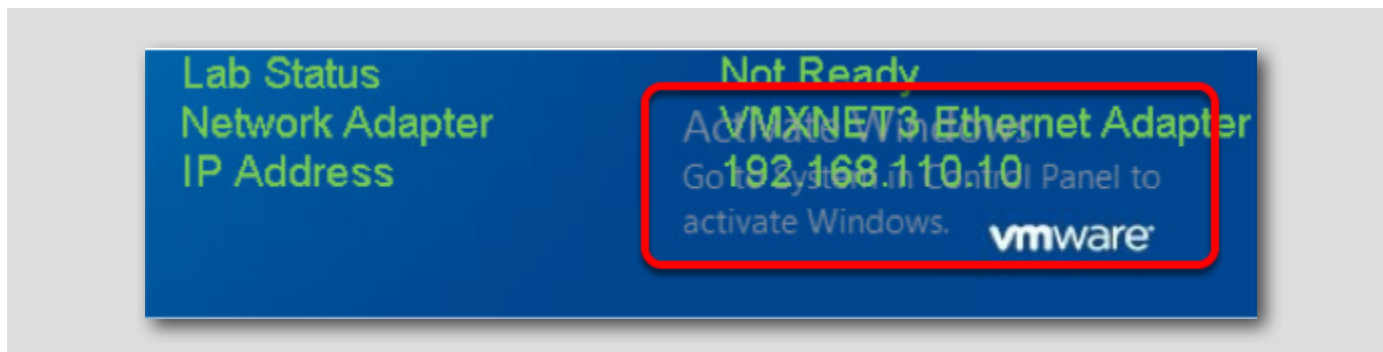 Lab Status Not Ready
Network Adapter VMXNET3 Ethernet Adapter
IP Address 192.168.110.10
Activate Windows
Go to System in Control Panel to
activate Windows.
vmware